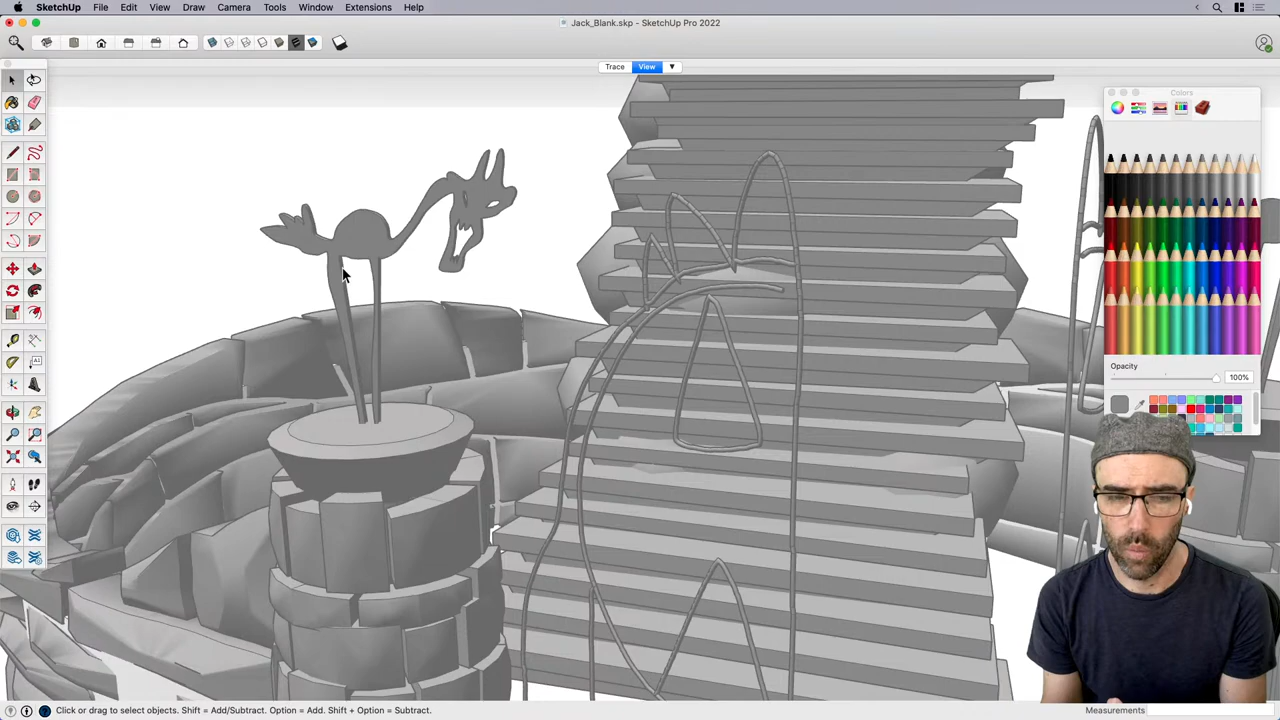 SketchUp File Edit View Draw Camera Tools Window Extensions Help
Jack_Blank.skp - SketchUp Pro 2022
Trace View
Colors
Opacity
100%
Click or drag to select objects. Shift = Add/Subtract. Option = Add. Shift + Option = Subtract.
Measurements